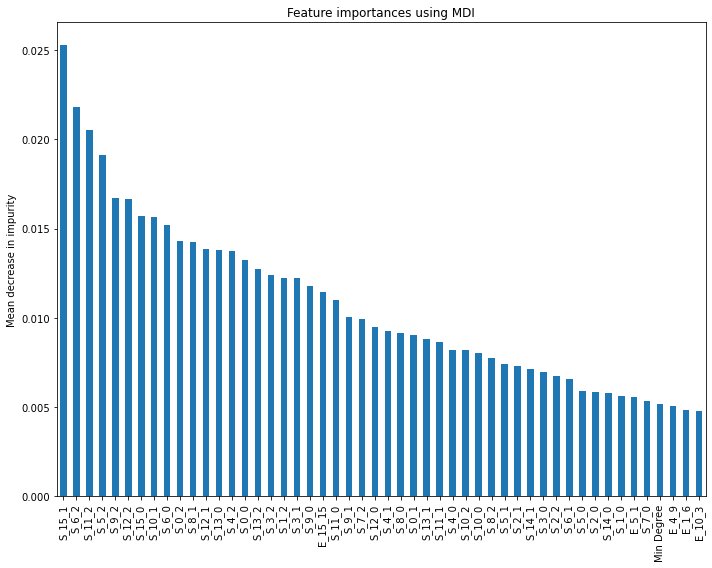 Feature importances using MDI
Mean decrease in impurity
0.025
0.020
0.015
0.010
0.005
0.000
S_15_1
S_6_2
S_11_2
S_5_2
S_9_2
S_12_2
S_15_0
S_10_1
S_6_0
S_0_2
S_8_1
S_12_1
S_13_0
S_4_2
S_0_0
S_13_2
S_3_2
S_1_2
S_3_1
S_9_0
E_15_15
S_11_0
S_9_1
S_7_2
S_12_0
S_4_1
S_8_0
S_0_1
S_13_1
S_11_1
S_4_0
S_10_2
S_10_0
S_8_2
S_5_1
S_2_1
S_14_1
S_3_0
S_2_2
S_6_1
S_5_0
S_2_0
S_14_0
S_1_0
E_5_1
S_7_0
Min Degree
E_4_9
E_1_6
E_10_3